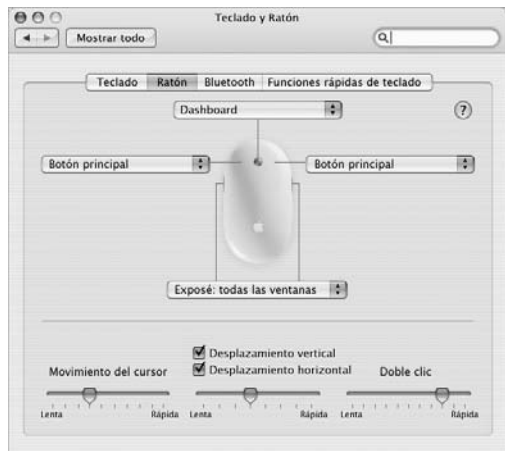 Teclado y Ratón
Mostrar todo
Teclado Ratón Bluetooth Funciones rápidas de teclado
Dashboard
?
Botón principal
Botón principal
Exposé: todas las ventanas
Desplazamiento vertical
Movimiento del cursor
Desplazamiento horizontal
Doble clic
Lenta Rápida
Lenta Rápida
Lenta Rápida